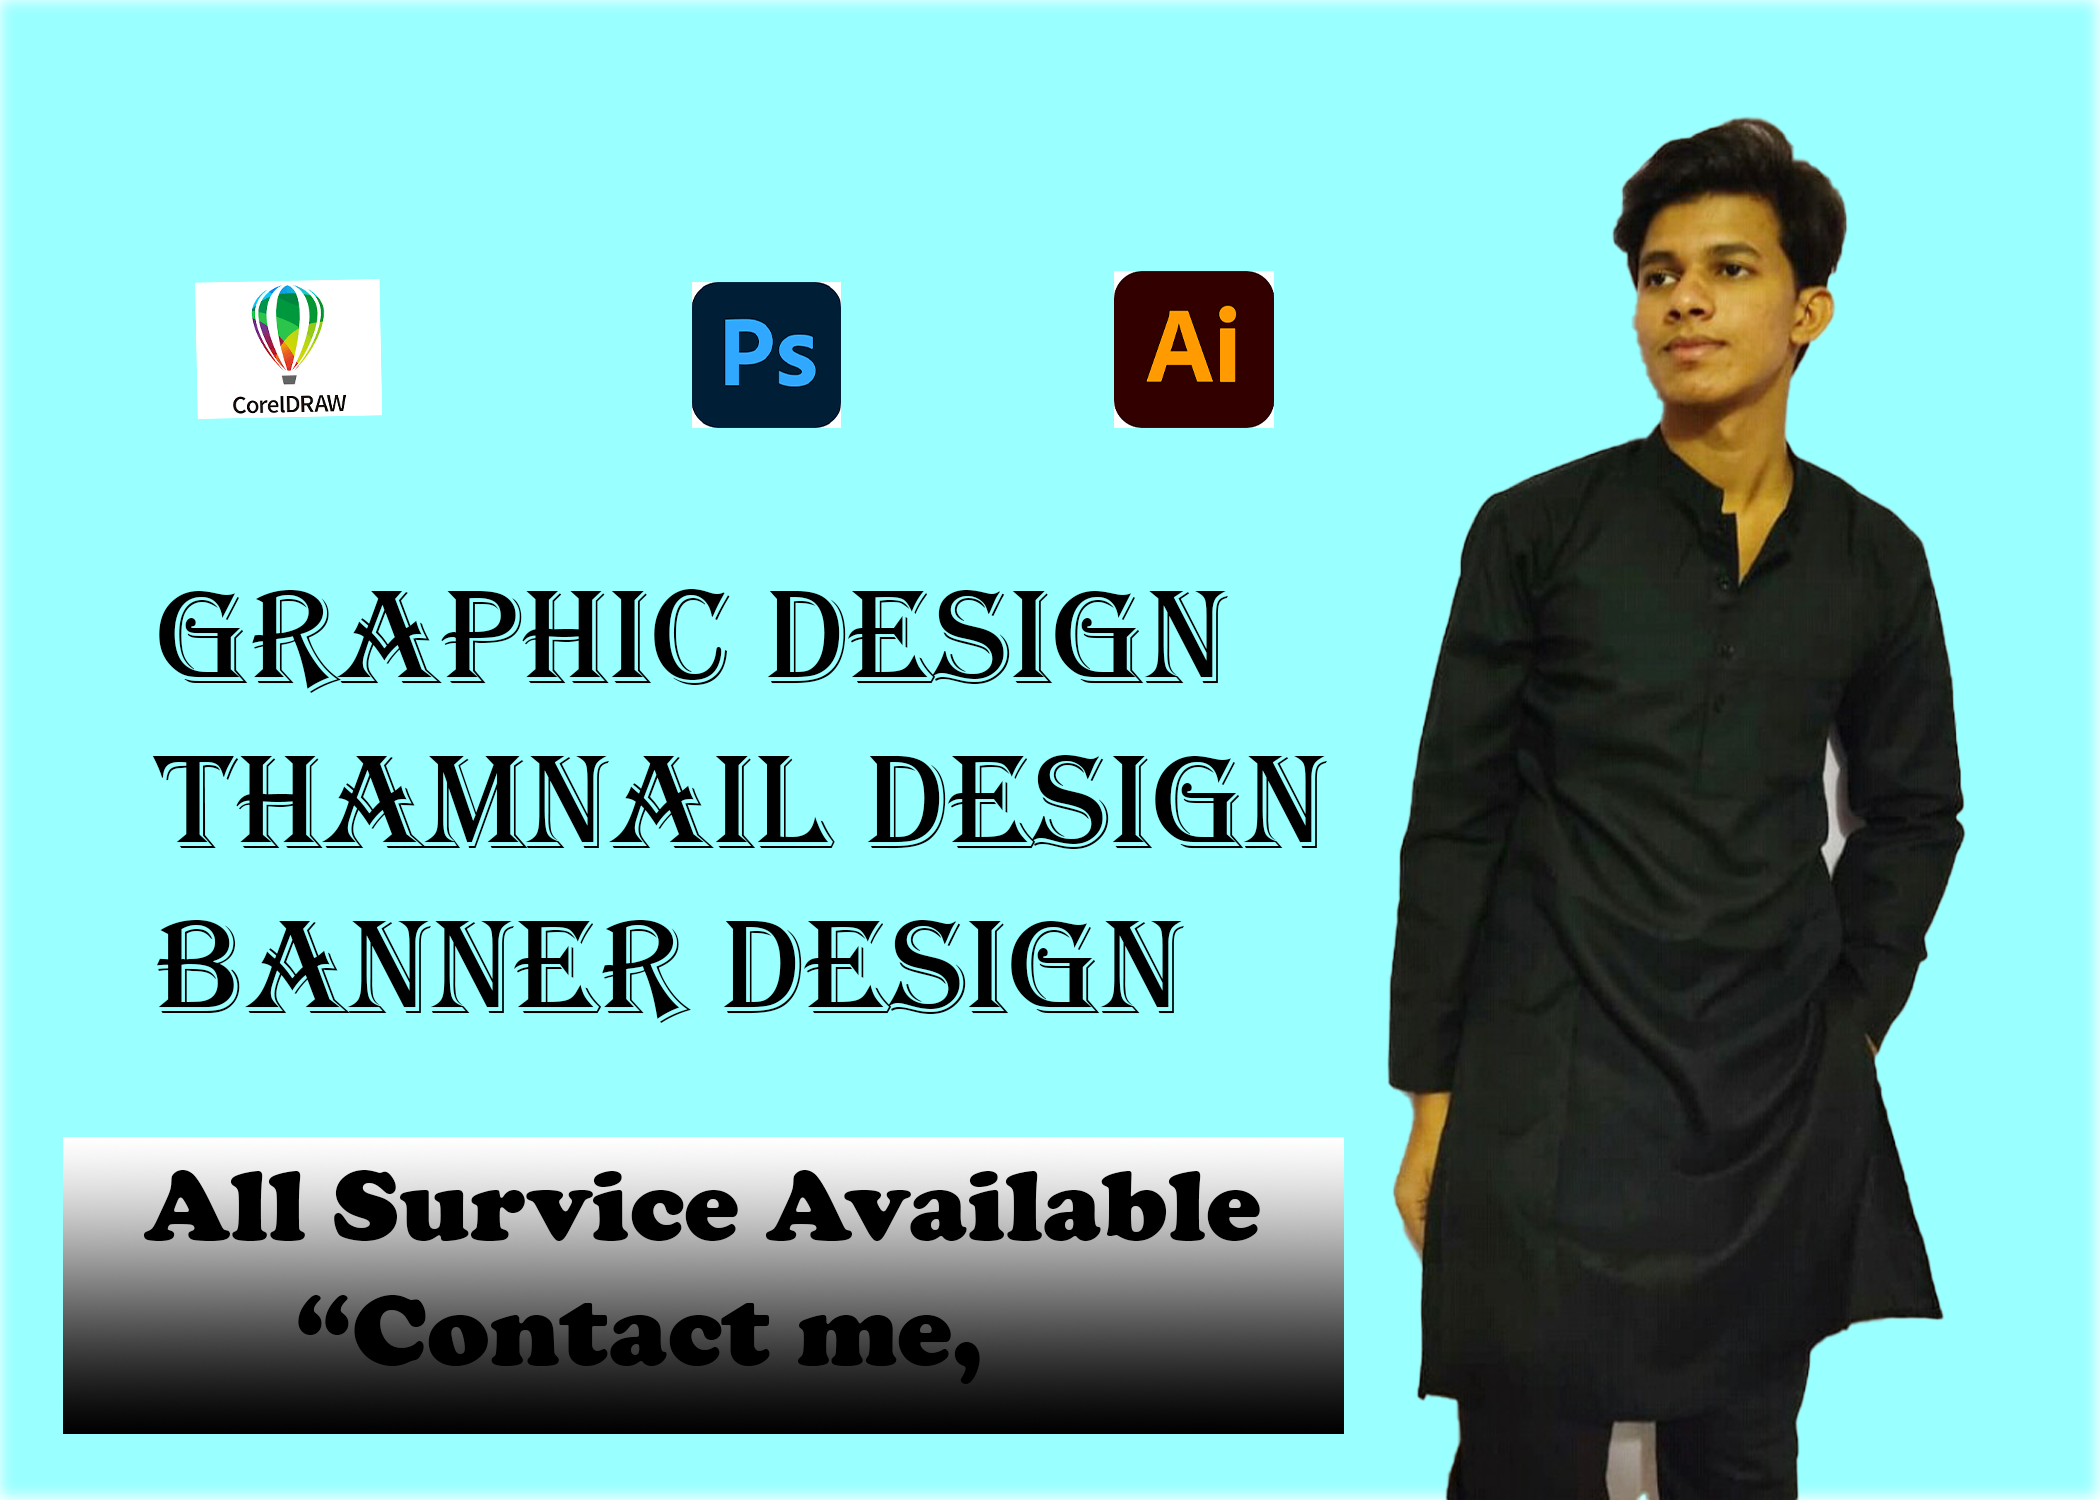 CorelDRAW
Ps
Ai
GRAPHIC DESIGN
THAMNAIL DESIGN
BANNER DESIGN
All Survice Available
“Contact me,